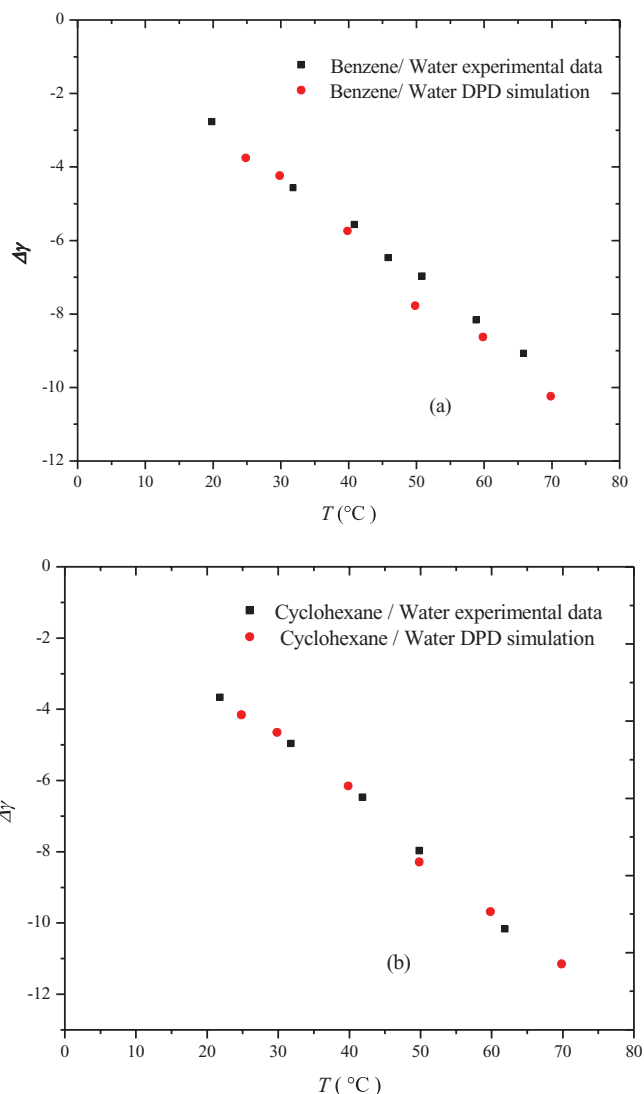 0
-2
-4
-6
-8
-10
-12
Δγ
Benzene/ Water experimental data
Benzene/ Water DPD simulation
(a)
0 10 20 30 40 50 60 70 80
T (°C )
0
-2
-4
-6
-8
-10
-12
Δγ
Cyclohexane / Water experimental data
Cyclohexane / Water DPD simulation
(b)
0 10 20 30 40 50 60 70 80
T ( °C )